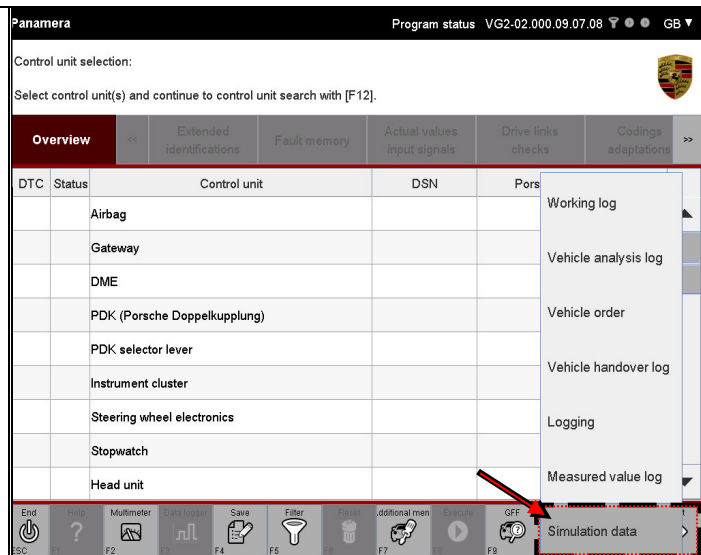 Panamera Program status VG2-02.000.09.07.08 GB ▼
Control unit selection:
Select control unit(s) and continue to control unit search with [F12].
Overview << Extended identifications Fault memory Actual values input signals Drive links checks Codings adaptations >>
DTC Status Control unit DSN Pors
Airbag
Gateway
DME
PDK (Porsche Doppelkupplung)
PDK selector lever
Instrument cluster
Steering wheel electronics
Stopwatch
Head unit
Working log
Vehicle analysis log
Vehicle order
Vehicle handover log
Logging
Measured value log
Simulation data
End Help Multimeter Data logger Save Filter Reset dditional men Execute GFF t
ESC F1 F2 F3 F4 F5 F6 F7 F8 F9